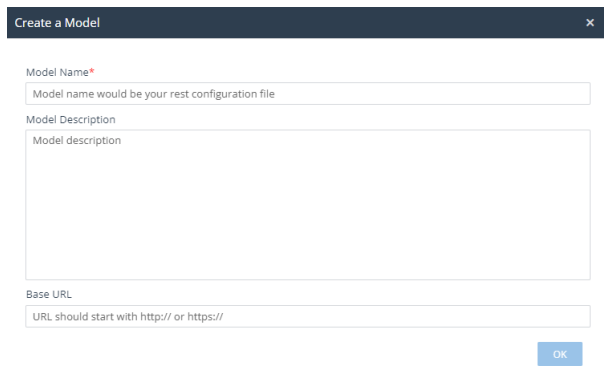 Create a Model ×
Model Name*
Model name would be your rest configuration file
Model Description
Model description
Base URL
URL should start with http:// or https://
OK